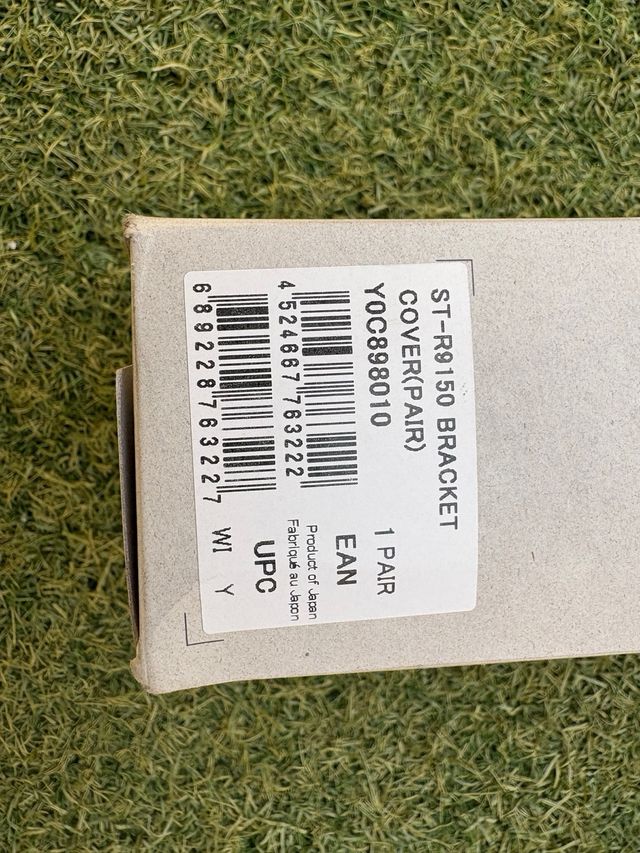 ST-R9150 BRACKET
COVER(PAIR)
Y0C898010
1 PAIR
4 524667 763222
EAN
Product of Japan
Fabriqué au Japon
6 89228 76322 7
UPC
WI Y